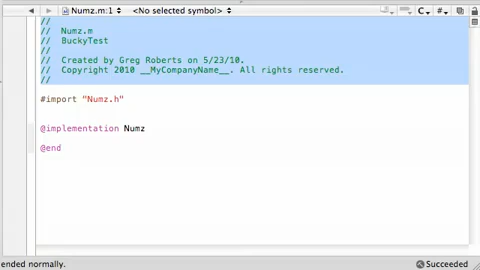 Numz.m:1 <No selected symbol> C #
//
// Numz.m
// BuckyTest
//
// Created by Greg Roberts on 5/23/10.
// Copyright 2010 __MyCompanyName__. All rights reserved.
//
#import "Numz.h"
@implementation Numz
@end
ended normally. Succeeded